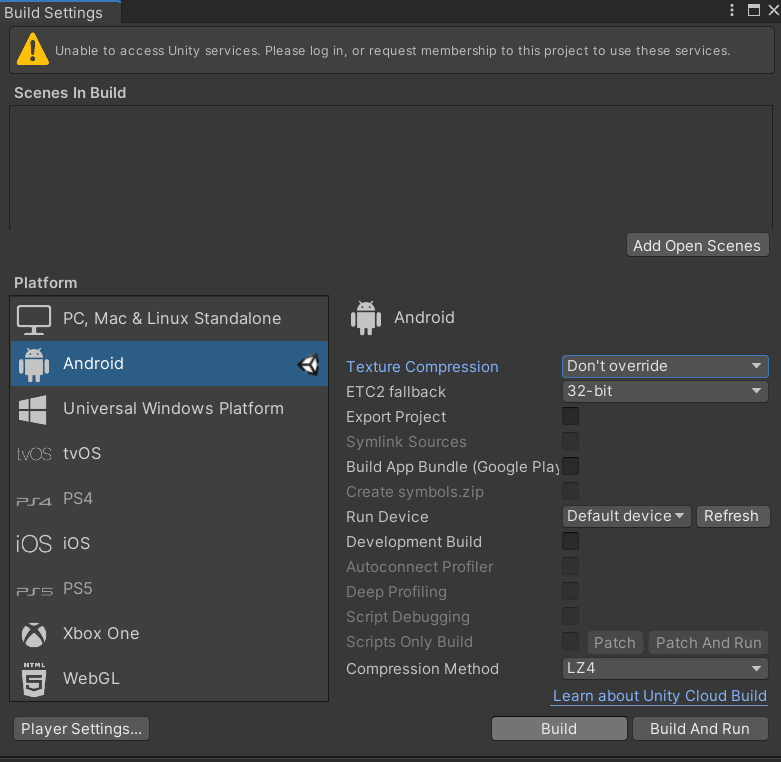 Build Settings
Unable to access Unity services. Please log in, or request membership to this project to use these services.
Scenes In Build
Add Open Scenes
Platform
PC, Mac & Linux Standalone
Android
Universal Windows Platform
tvOS tvOS
PS4 PS4
iOS iOS
PS5 PS5
Xbox One
HTML
5
WebGL
Android
Texture Compression Don't override
ETC2 fallback 32-bit
Export Project
Symlink Sources
Build App Bundle (Google Play
Create symbols.zip
Run Device Default device Refresh
Development Build
Autoconnect Profiler
Deep Profiling
Script Debugging
Scripts Only Build Patch Patch And Run
Compression Method LZ4
Learn about Unity Cloud Build
Player Settings... Build Build And Run